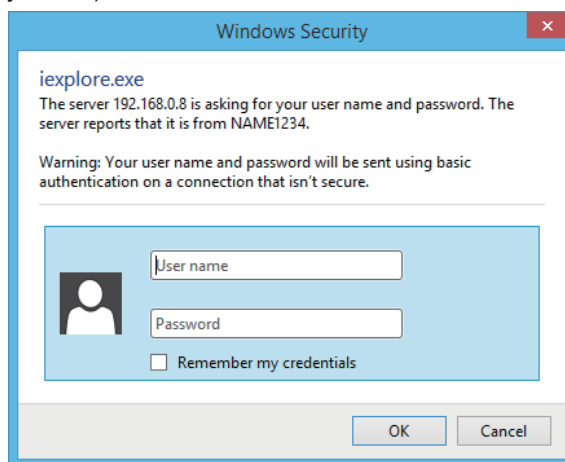 Windows Security
iexplore.exe
The server 192.168.0.8 is asking for your user name and password. The
server reports that it is from NAME1234.
Warning: Your user name and password will be sent using basic
authentication on a connection that isn't secure.
User name
Password
Remember my credentials
OK Cancel